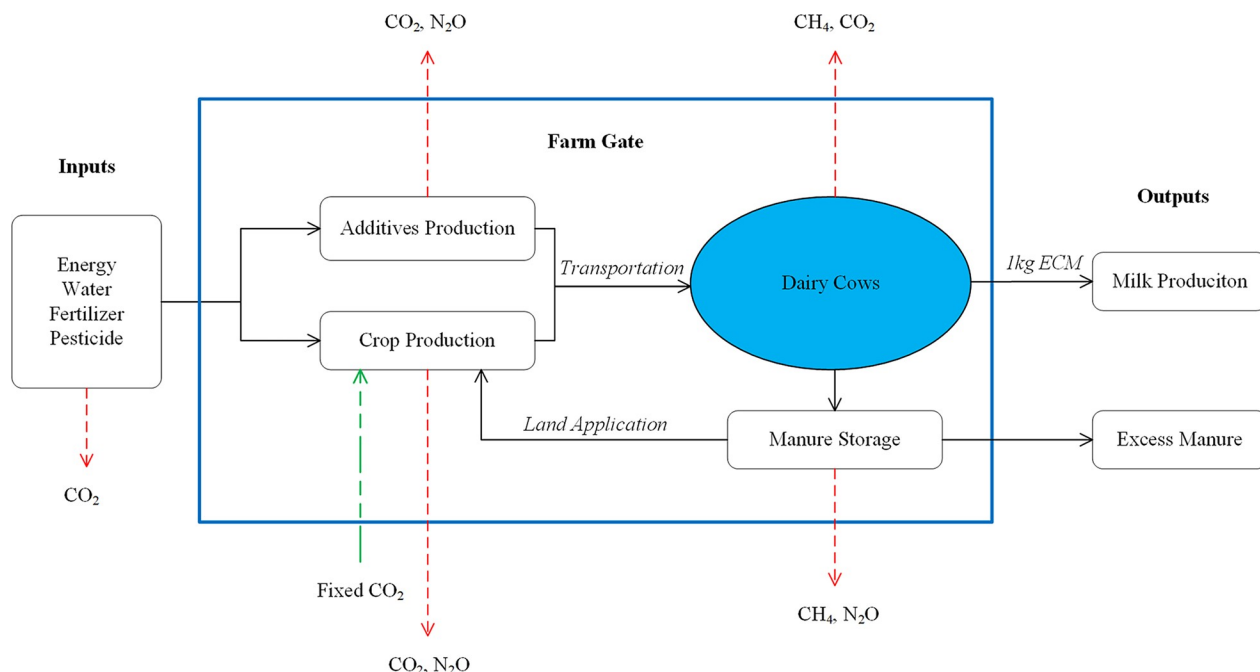 CO₂, N₂O
CH₄, CO₂
Farm Gate
Inputs
Outputs
Energy
Water
Fertilizer
Pesticide
Additives Production
Transportation
Dairy Cows
1kg ECM
Milk Produciton
Crop Production
Land Application
Manure Storage
Excess Manure
CO₂
Fixed CO₂
CH₄, N₂O
CO₂, N₂O